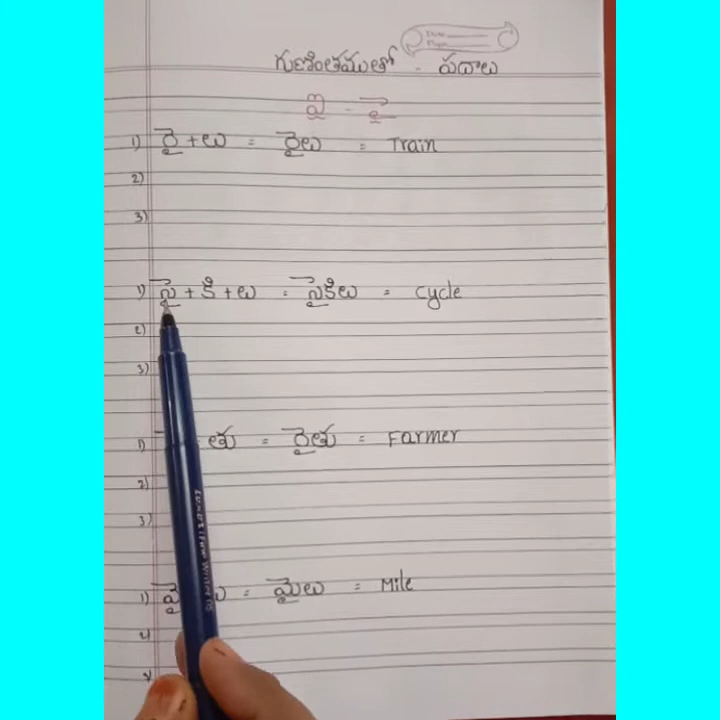 గుణింతముతో - పదాలు
ఐ - ై
1) రై + లు = రైలు = Train
2)
3)
1) సై + కి + లు = సైకిలు = Cycle
2)
3)
1) తు = రైతు = Farmer
2)
3)
1) మై లు = మైలు = Mile